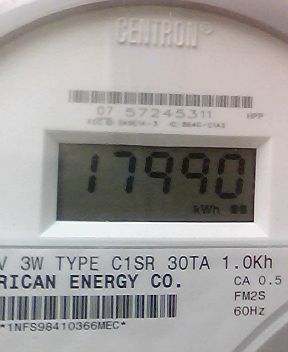 CENTRON®
07 57245311 HPP
17990
kWh
V 3W TYPE C1SR 30TA 1.0Kh
RICAN ENERGY CO. CA 0.5
FM2S
*1NFS98410366MEC* 60Hz